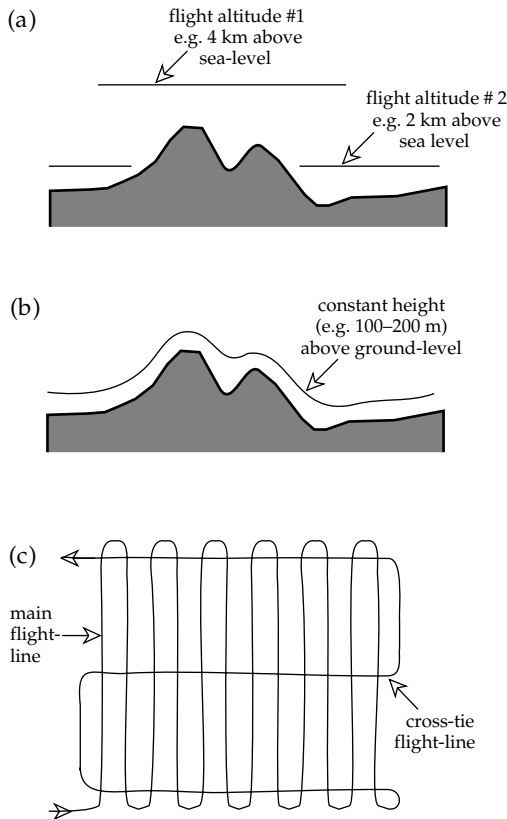 (a)
flight altitude #1
e.g. 4 km above
sea-level
flight altitude # 2
e.g. 2 km above
sea level
(b)
constant height
(e.g. 100–200 m)
above ground-level
(c)
main
flight-
line
cross-tie
flight-line